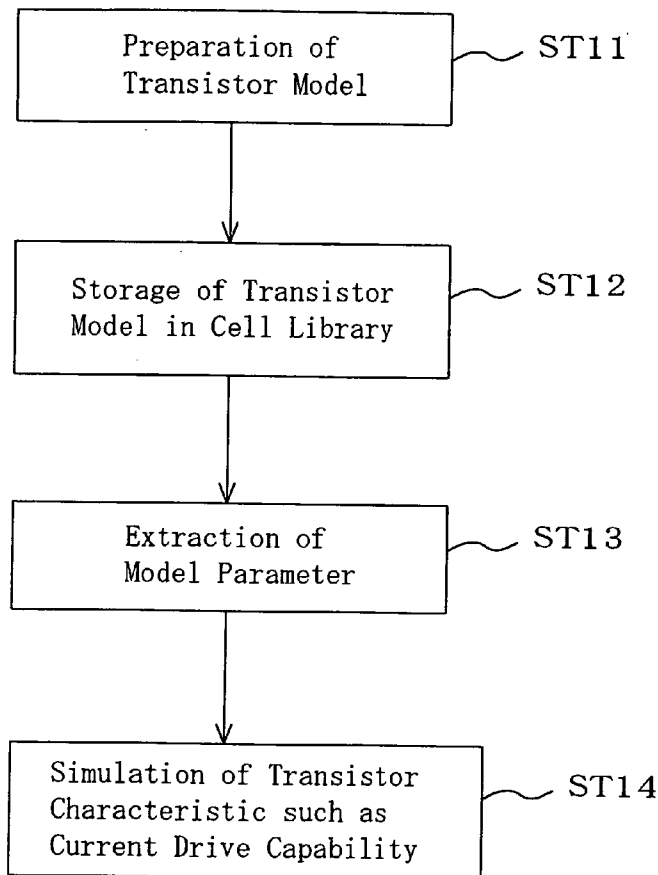 Preparation of
Transistor Model
ST11
Storage of Transistor
Model in Cell Library
ST12
Extraction of
Model Parameter
ST13
Simulation of Transistor
Characteristic such as
Current Drive Capability
ST14